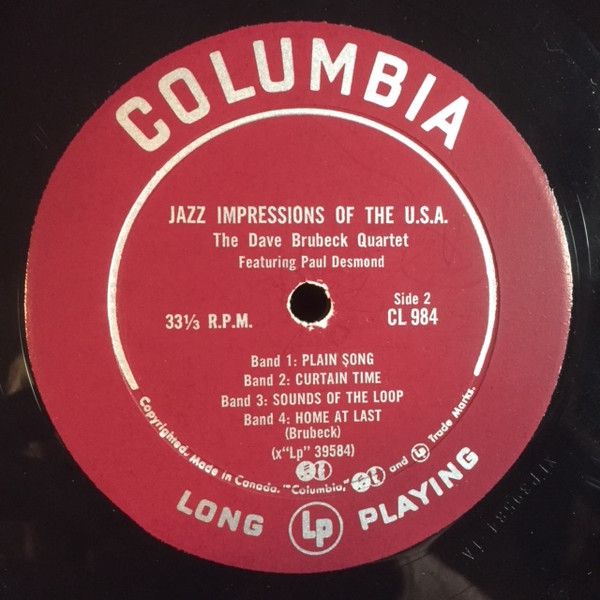 COLUMBIA
JAZZ IMPRESSIONS OF THE U.S.A.
The Dave Brubeck Quartet
Featuring Paul Desmond
33⅓ R.P.M.
Side 2
CL 984
Band 1: PLAIN SONG
Band 2: CURTAIN TIME
Band 3: SOUNDS OF THE LOOP
Band 4: HOME AT LAST
(Brubeck)
(x"Lp" 39584)
Copyrighted. Made in Canada. "Columbia," and Lp Trade Marks.
LONG Lp PLAYING